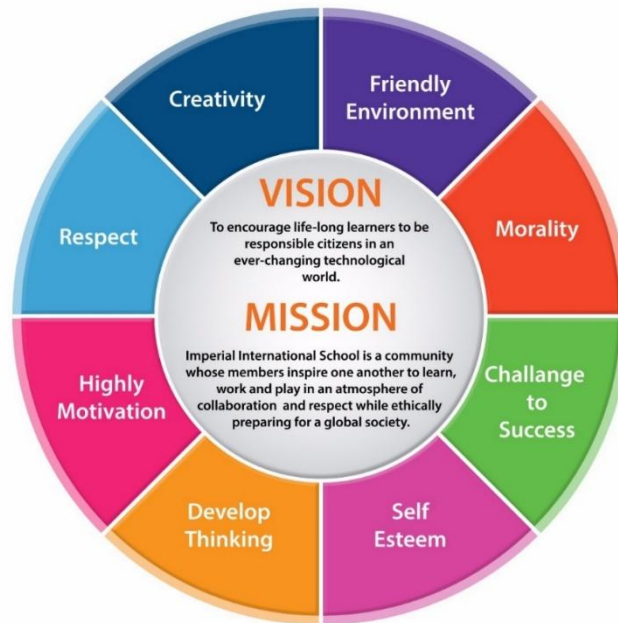 Creativity
Friendly
Environment
Respect
Morality
VISION
To encourage life-long learners to be
responsible citizens in an
ever-changing technological
world.
MISSION
Imperial International School is a community
whose members inspire one another to learn,
work and play in an atmosphere of
collaboration and respect while ethically
preparing for a global society.
Highly
Motivation
Challange
to
Success
Develop
Thinking
Self
Esteem